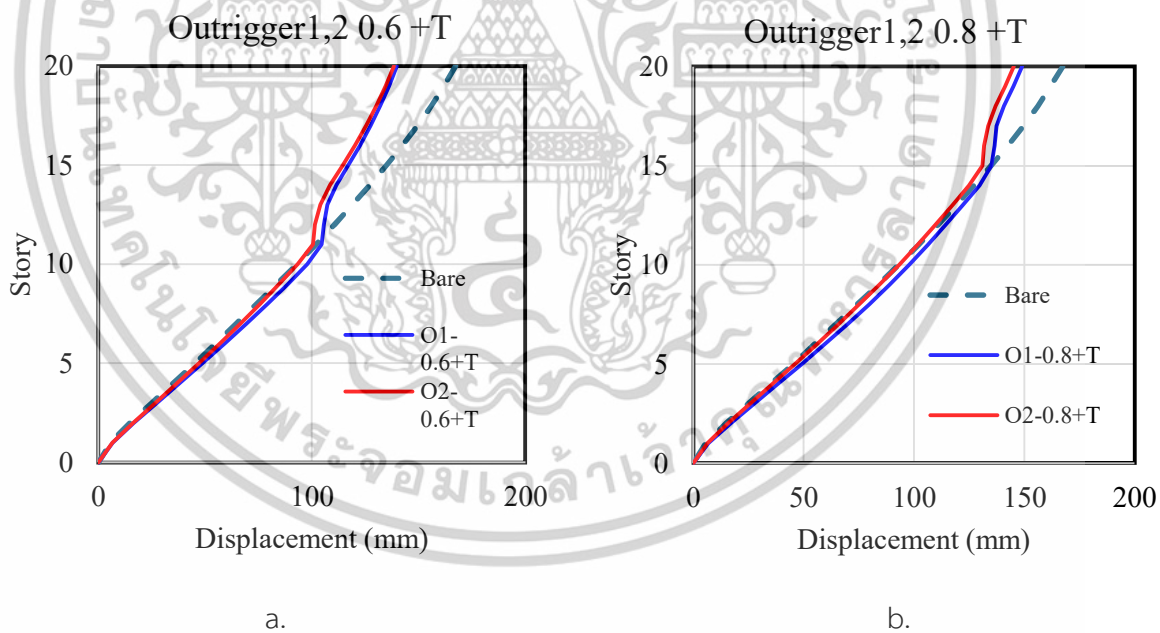 Outrigger1,2 0.6 +T
20
15
10
5
0
Story
Bare
O1-
0.6+T
O2-
0.6+T
0 100 200
Displacement (mm)
a.
Outrigger1,2 0.8 +T
20
15
10
5
0
Story
Bare
O1-0.8+T
O2-0.8+T
0 50 100 150 200
Displacement (mm)
b.